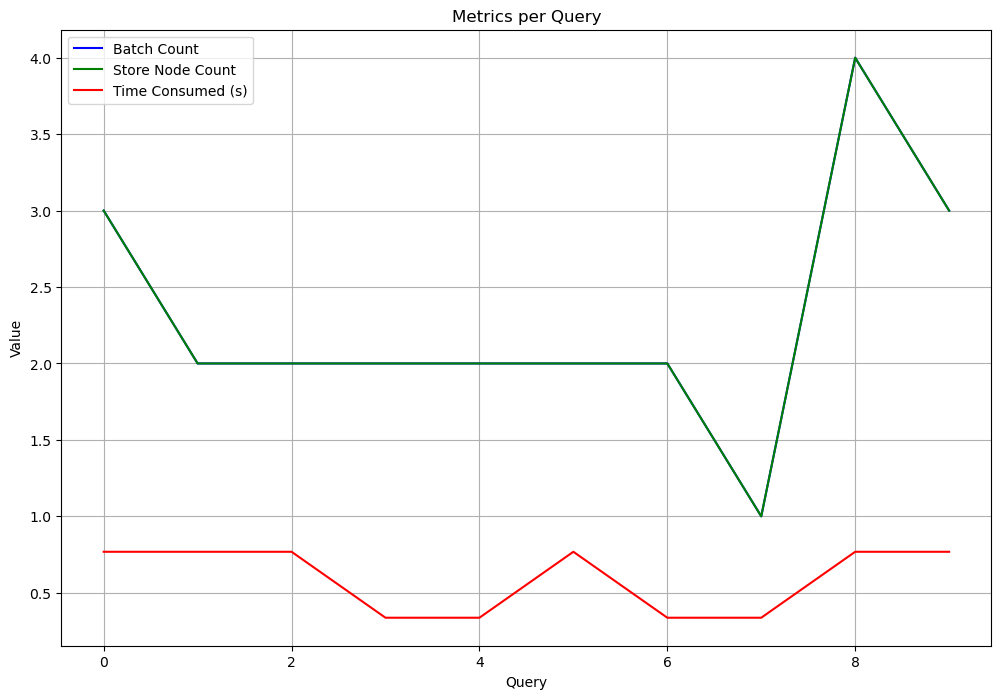 Metrics per Query
Batch Count
Store Node Count
Time Consumed (s)
Value
4.0
3.5
3.0
2.5
2.0
1.5
1.0
0.5
0 2 4 6 8
Query